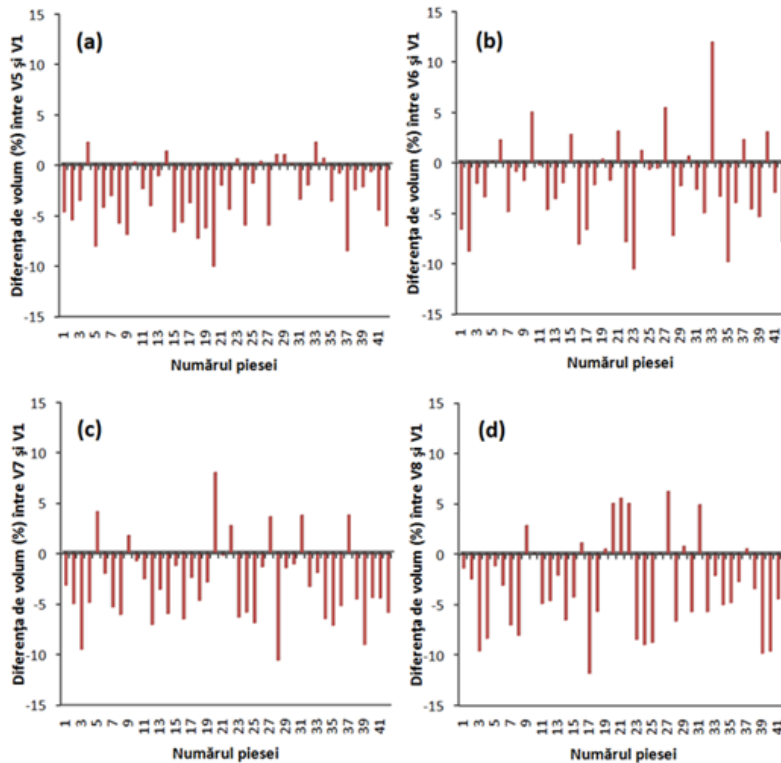 (a)
Diferența de volum (%) între V5 și V1
15
10
5
0
-5
-10
-15
1 3 5 7 9 11 13 15 17 19 21 23 25 27 29 31 33 35 37 39 41
Numărul piesei
(b)
Diferența de volum (%) între V6 și V1
15
10
5
0
-5
-10
-15
1 3 5 7 9 11 13 15 17 19 21 23 25 27 29 31 33 35 37 39 41
Numărul piesei
(c)
Diferența de volum (%) între V7 și V1
15
10
5
0
-5
-10
-15
1 3 5 7 9 11 13 15 17 19 21 23 25 27 29 31 33 35 37 39 41
Numărul piesei
(d)
Diferența de volum (%) între V8 și V1
15
10
5
0
-5
-10
-15
1 3 5 7 9 11 13 15 17 19 21 23 25 27 29 31 33 35 37 39 41
Numărul piesei